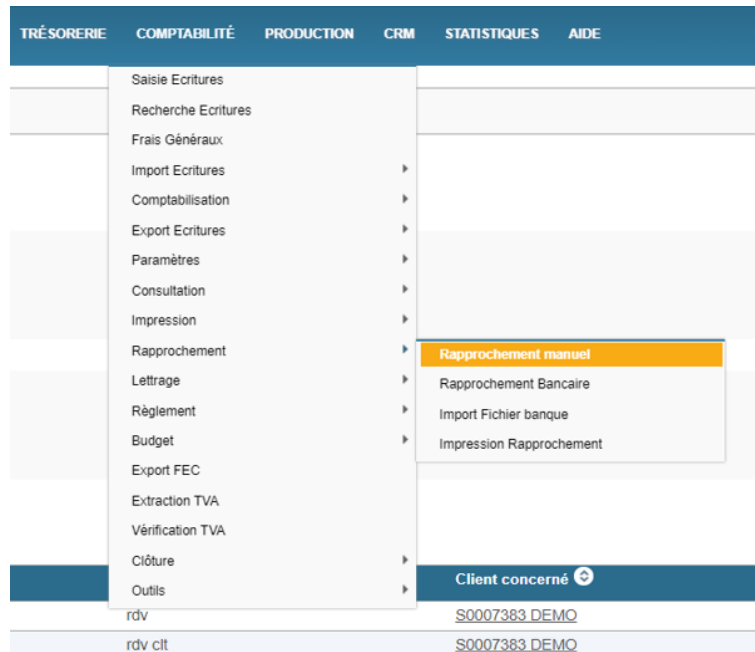 TRÉSORERIE COMPTABILITÉ PRODUCTION CRM STATISTIQUES AIDE
Saisie Ecritures
Recherche Ecritures
Frais Généraux
Import Ecritures
Comptabilisation
Export Ecritures
Paramètres
Consultation
Impression
Rapprochement
Rapprochement manuel
Rapprochement Bancaire
Import Fichier banque
Impression Rapprochement
Lettrage
Règlement
Budget
Export FEC
Extraction TVA
Vérification TVA
Clôture
Outils
Client concerné
rdv S0007383 DEMO
rdv clt S0007383 DEMO